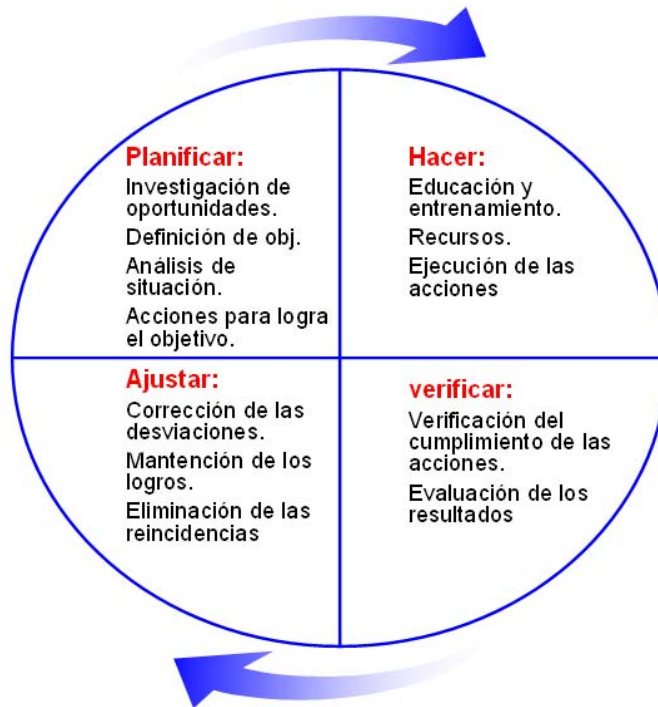 Planificar:
Investigación de
oportunidades.
Definición de obj.
Análisis de
situación.
Acciones para logra
el objetivo.
Hacer:
Educación y
entrenamiento.
Recursos.
Ejecución de las
acciones
Ajustar:
Corrección de las
desviaciones.
Mantención de los
logros.
Eliminación de las
reincidencias
verificar:
Verificación del
cumplimiento de las
acciones.
Evaluación de los
resultados